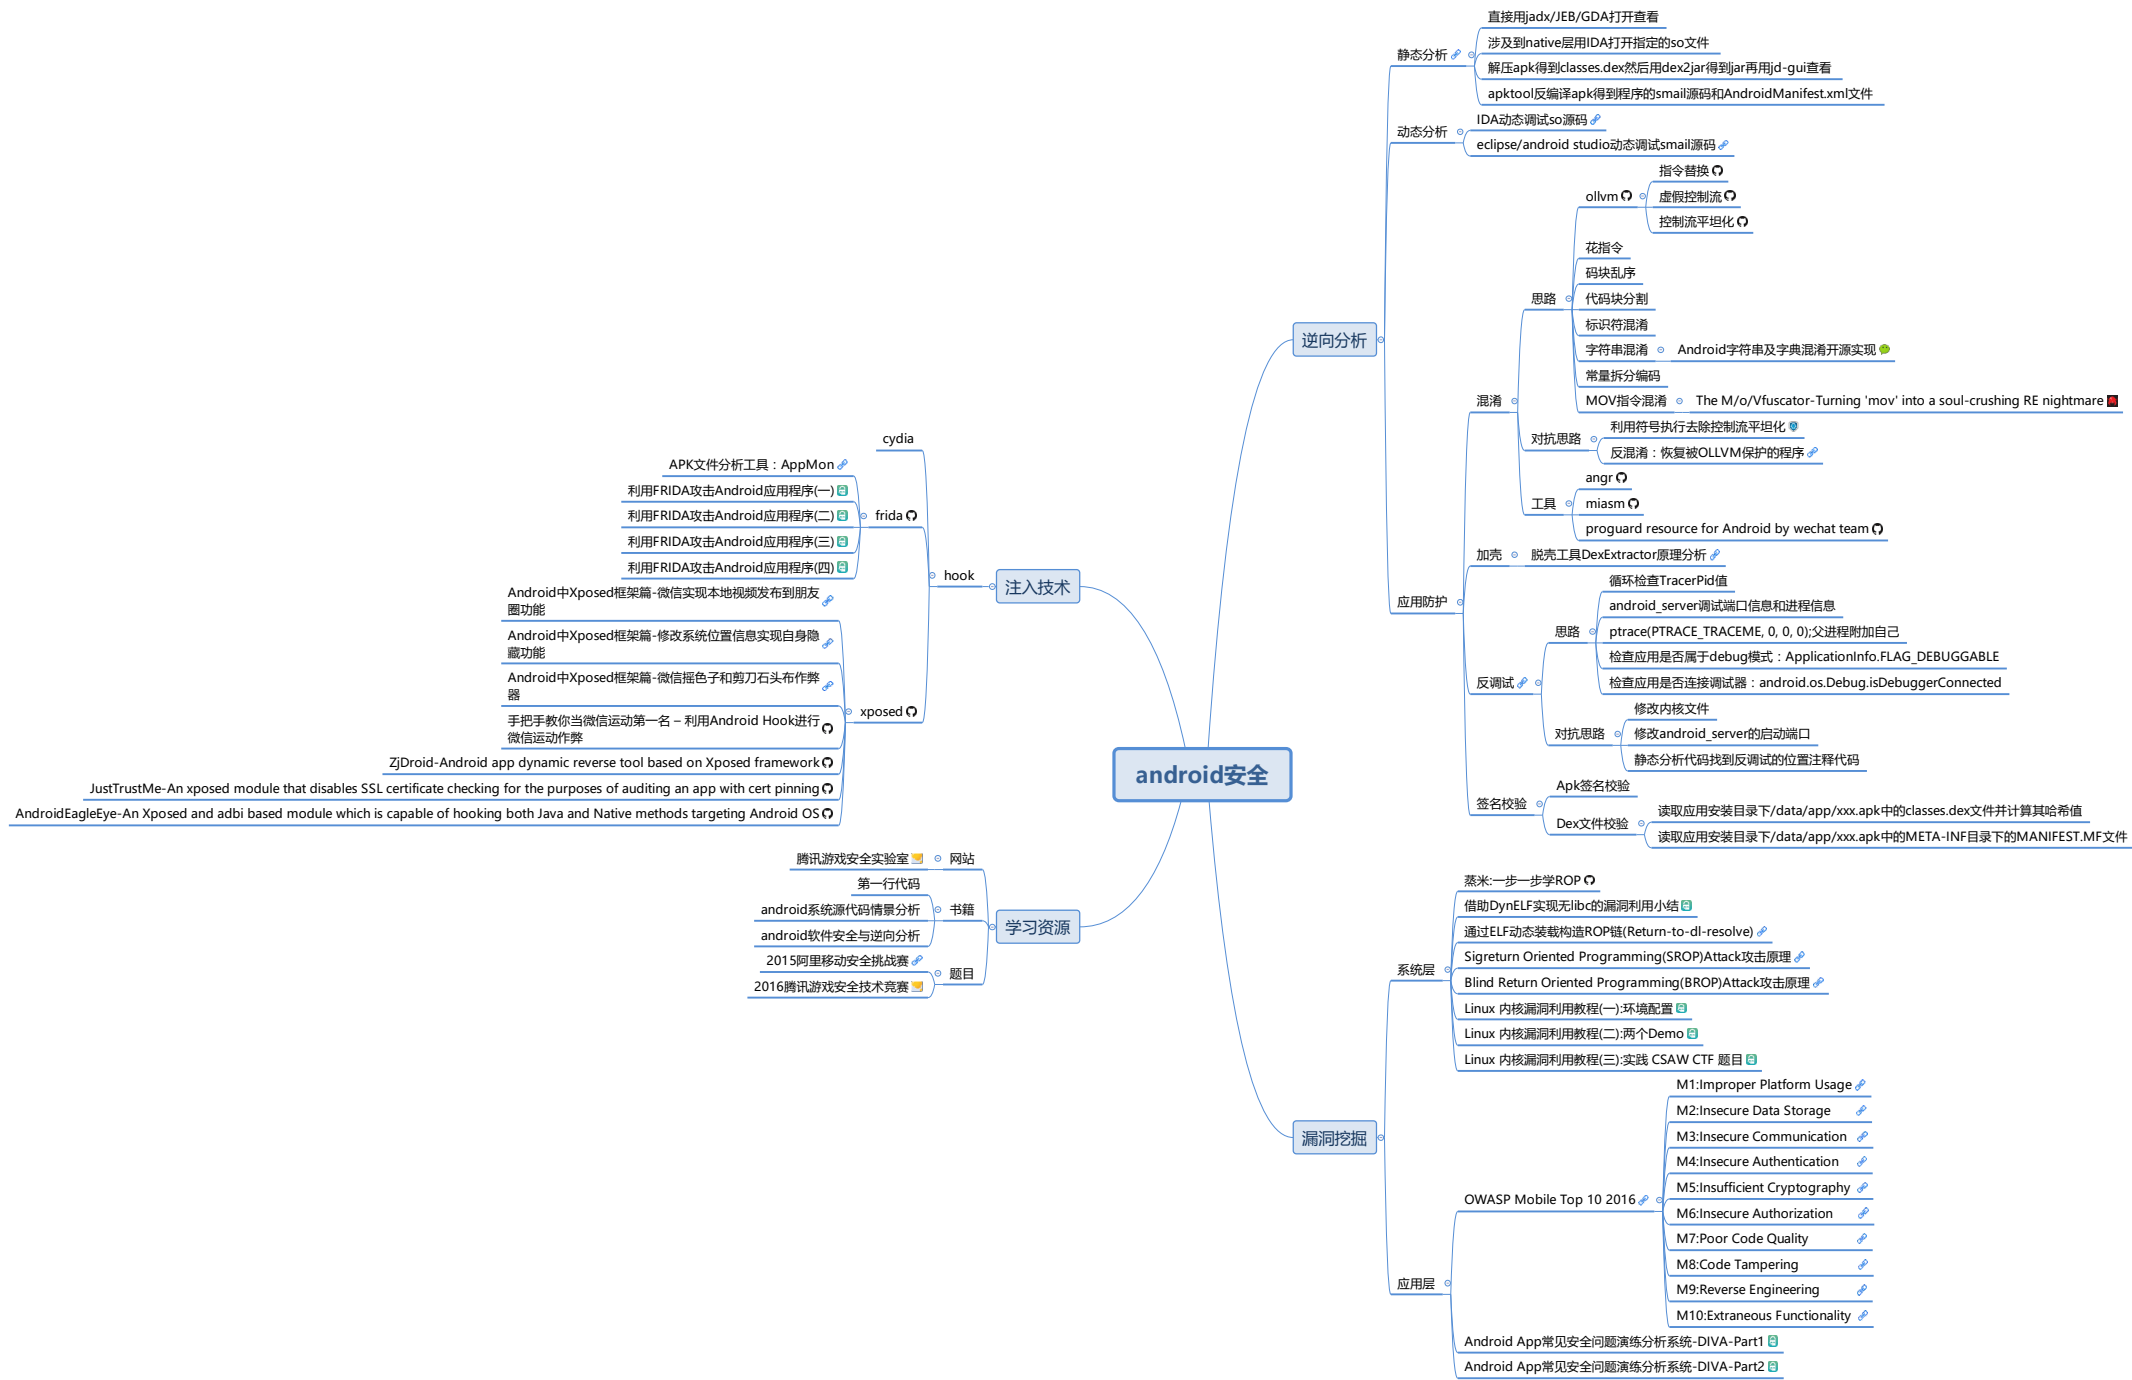 android安全
逆向分析
静态分析
直接用jadx/JEB/GDA打开查看
涉及到native层用IDA打开指定的so文件
解压apk得到classes.dex然后用dex2jar得到jar再用jd-gui查看
apktool反编译apk得到程序的smail源码和AndroidManifest.xml文件
动态分析
IDA动态调试so源码
eclipse/android studio动态调试smail源码
应用防护
混淆
思路
ollvm
指令替换
虚假控制流
控制流平坦化
花指令
码块乱序
代码块分割
标识符混淆
字符串混淆
Android字符串及字典混淆开源实现
常量拆分编码
MOV指令混淆
The M/o/Vfuscator-Turning 'mov' into a soul-crushing RE nightmare
对抗思路
利用符号执行去除控制流平坦化
反混淆：恢复被OLLVM保护的程序
工具
angr
miasm
proguard resource for Android by wechat team
加壳
脱壳工具DexExtractor原理分析
反调试
思路
循环检查TracerPid值
android_server调试端口信息和进程信息
ptrace(PTRACE_TRACEME, 0, 0, 0);父进程附加自己
检查应用是否属于debug模式：ApplicationInfo.FLAG_DEBUGGABLE
检查应用是否连接调试器：android.os.Debug.isDebuggerConnected
对抗思路
修改内核文件
修改android_server的启动端口
静态分析代码找到反调试的位置注释代码
签名校验
Apk签名校验
Dex文件校验
读取应用安装目录下/data/app/xxx.apk中的classes.dex文件并计算其哈希值
读取应用安装目录下/data/app/xxx.apk中的META-INF目录下的MANIFEST.MF文件
漏洞挖掘
系统层
蒸米:一步一步学ROP
借助DynELF实现无libc的漏洞利用小结
通过ELF动态装载构造ROP链(Return-to-dl-resolve)
Sigreturn Oriented Programming(SROP)Attack攻击原理
Blind Return Oriented Programming(BROP)Attack攻击原理
Linux 内核漏洞利用教程(一):环境配置
Linux 内核漏洞利用教程(二):两个Demo
Linux 内核漏洞利用教程(三):实践 CSAW CTF 题目
应用层
OWASP Mobile Top 10 2016
M1:Improper Platform Usage
M2:Insecure Data Storage
M3:Insecure Communication
M4:Insecure Authentication
M5:Insufficient Cryptography
M6:Insecure Authorization
M7:Poor Code Quality
M8:Code Tampering
M9:Reverse Engineering
M10:Extraneous Functionality
Android App常见安全问题演练分析系统-DIVA-Part1
Android App常见安全问题演练分析系统-DIVA-Part2
注入技术
hook
cydia
frida
APK文件分析工具：AppMon
利用FRIDA攻击Android应用程序(一)
利用FRIDA攻击Android应用程序(二)
利用FRIDA攻击Android应用程序(三)
利用FRIDA攻击Android应用程序(四)
xposed
Android中Xposed框架篇-微信实现本地视频发布到朋友
圈功能
Android中Xposed框架篇-修改系统位置信息实现自身隐
藏功能
Android中Xposed框架篇-微信摇色子和剪刀石头布作弊
器
手把手教你当微信运动第一名 – 利用Android Hook进行
微信运动作弊
ZjDroid-Android app dynamic reverse tool based on Xposed framework
JustTrustMe-An xposed module that disables SSL certificate checking for the purposes of auditing an app with cert pinning
AndroidEagleEye-An Xposed and adbi based module which is capable of hooking both Java and Native methods targeting Android OS
学习资源
网站
腾讯游戏安全实验室
书籍
第一行代码
android系统源代码情景分析
android软件安全与逆向分析
题目
2015阿里移动安全挑战赛
2016腾讯游戏安全技术竞赛